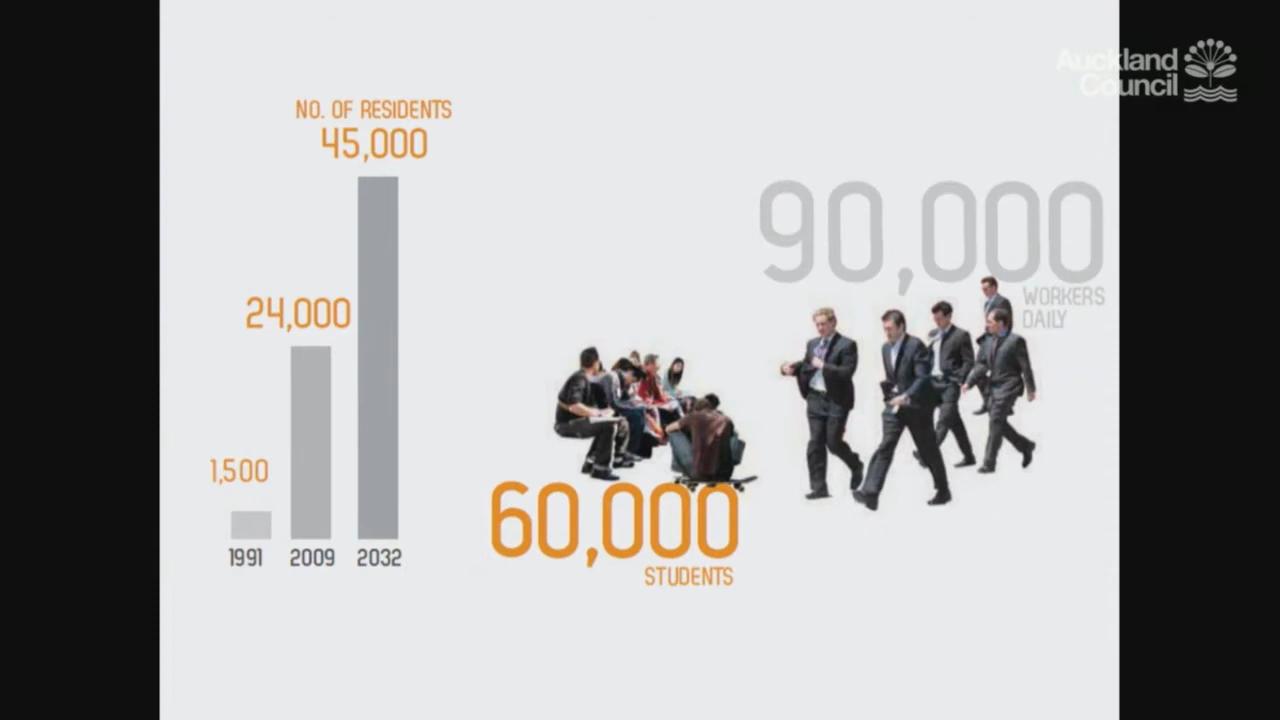 Auckland
Council
NO. OF RESIDENTS
45,000
24,000
1,500
1991 2009 2032
60,000
STUDENTS
90,000
WORKERS
DAILY